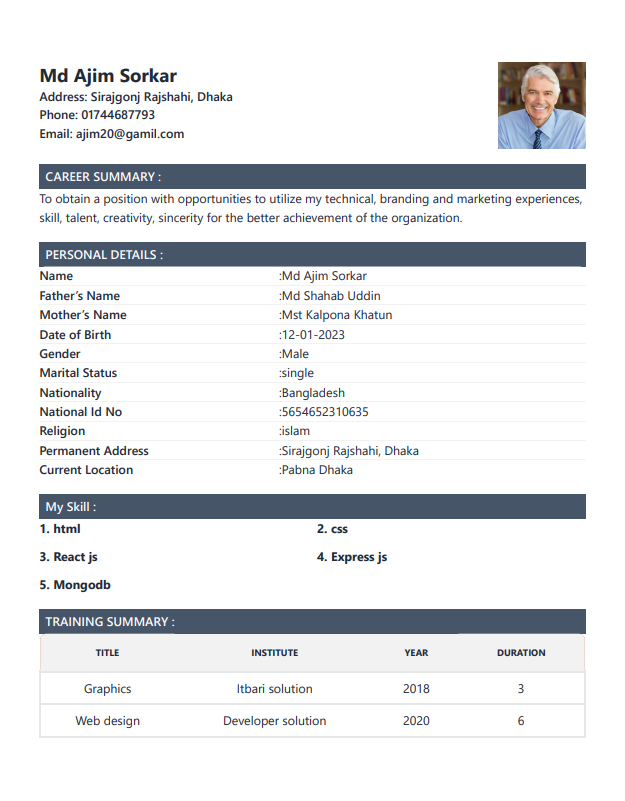 Md Ajim Sorkar
Address: Sirajgonj Rajshahi, Dhaka
Phone: 01744687793
Email: ajim20@gamil.com
CAREER SUMMARY :
To obtain a position with opportunities to utilize my technical, branding and marketing experiences,
skill, talent, creativity, sincerity for the better achievement of the organization.
PERSONAL DETAILS :
Name :Md Ajim Sorkar
Father’s Name :Md Shahab Uddin
Mother’s Name :Mst Kalpona Khatun
Date of Birth :12-01-2023
Gender :Male
Marital Status :single
Nationality :Bangladesh
National Id No :5654652310635
Religion :islam
Permanent Address :Sirajgonj Rajshahi, Dhaka
Current Location :Pabna Dhaka
My Skill :
1. html 2. css
3. React js 4. Express js
5. Mongodb
TRAINING SUMMARY :
TITLE INSTITUTE YEAR DURATION
Graphics Itbari solution 2018 3
Web design Developer solution 2020 6